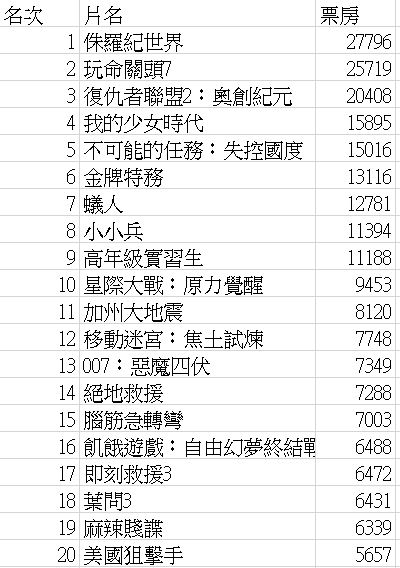 名次 片名 票房
1 侏羅紀世界 27796
2 玩命關頭7 25719
3 復仇者聯盟2：奧創紀元 20408
4 我的少女時代 15895
5 不可能的任務：失控國度 15016
6 金牌特務 13116
7 蟻人 12781
8 小小兵 11394
9 高年級實習生 11188
10 星際大戰：原力覺醒 9453
11 加州大地震 8120
12 移動迷宮：焦土試煉 7748
13 007：惡魔四伏 7349
14 絕地救援 7288
15 腦筋急轉彎 7003
16 飢餓遊戲：自由幻夢終結戰 6488
17 即刻救援3 6472
18 葉問3 6431
19 麻辣賤諜 6339
20 美國狙擊手 5657